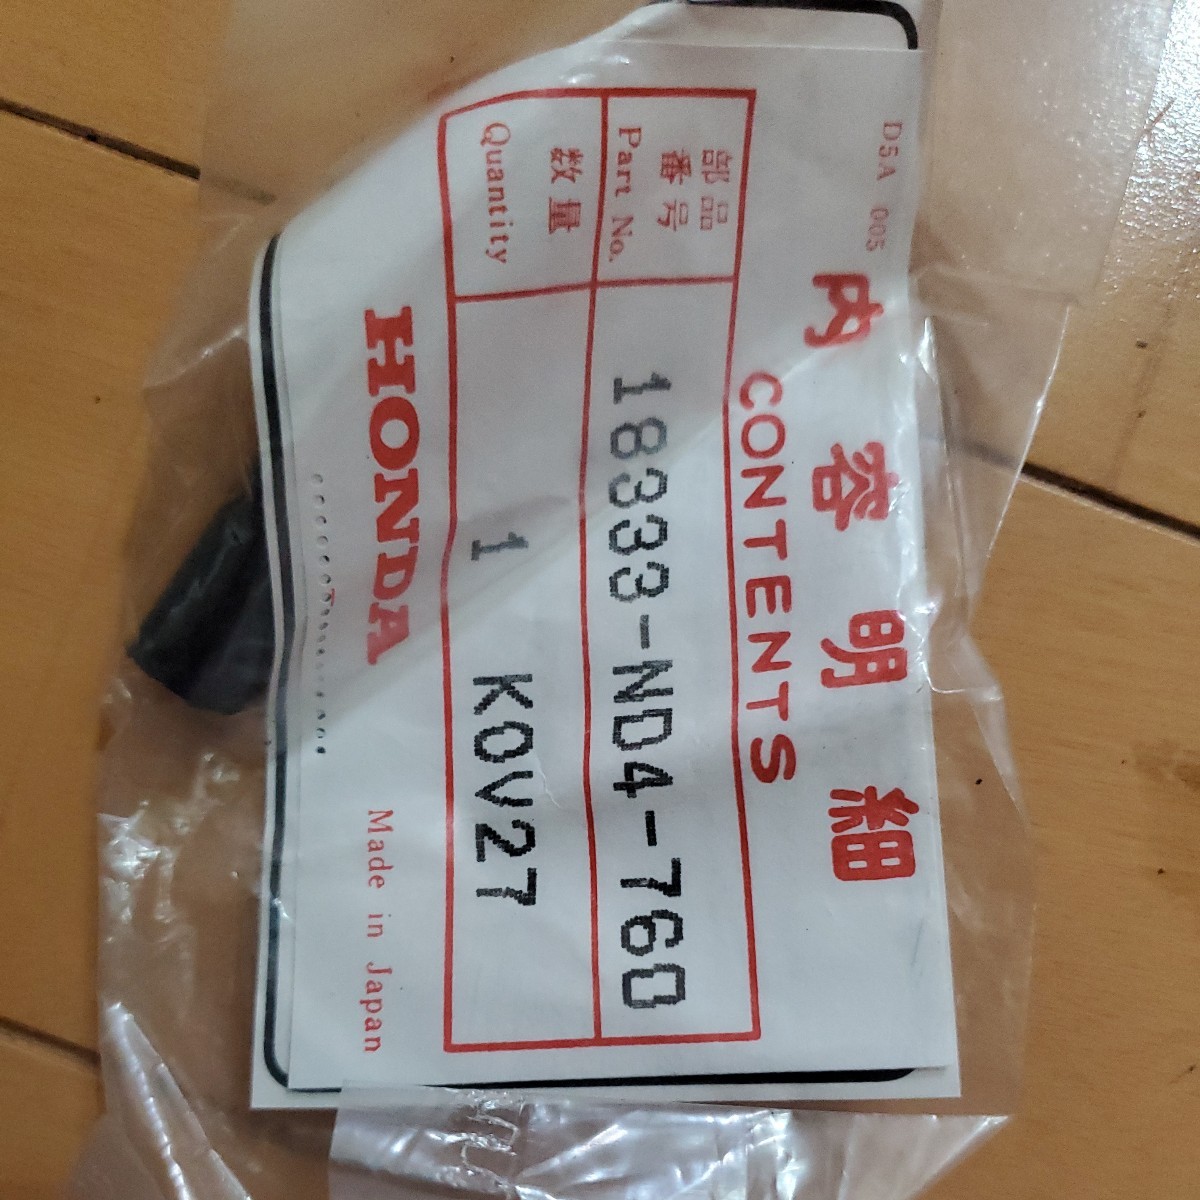 D5A 005
内容明細
CONTENTS
部品
番号
Part No.
18333-ND4-760
数量
Quantity
1 K0V27
HONDA
Made in Japan